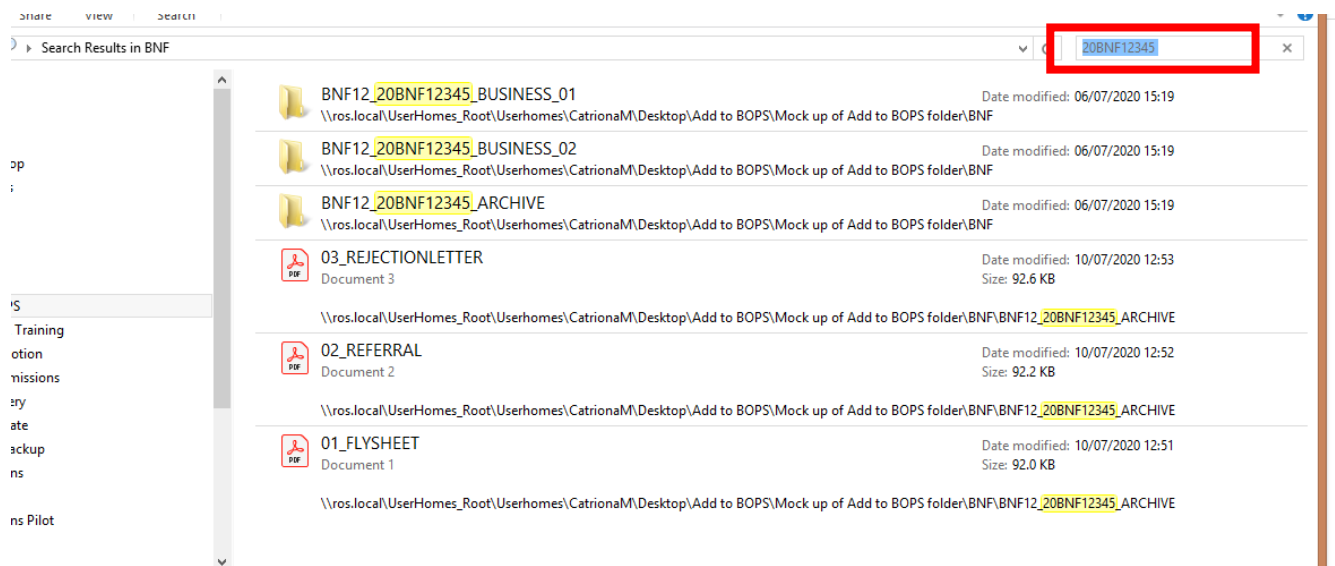 Share View Search
Search Results in BNF 20BNF12345
BNF12_20BNF12345_BUSINESS_01 Date modified: 06/07/2020 15:19
\\ros.local\UserHomes_Root\Userhomes\CatrionaM\Desktop\Add to BOPS\Mock up of Add to BOPS folder\BNF
BNF12_20BNF12345_BUSINESS_02 Date modified: 06/07/2020 15:19
\\ros.local\UserHomes_Root\Userhomes\CatrionaM\Desktop\Add to BOPS\Mock up of Add to BOPS folder\BNF
op
s
BNF12_20BNF12345_ARCHIVE Date modified: 06/07/2020 15:19
\\ros.local\UserHomes_Root\Userhomes\CatrionaM\Desktop\Add to BOPS\Mock up of Add to BOPS folder\BNF
03_REJECTIONLETTER Date modified: 10/07/2020 12:53
PDF Document 3 Size: 92.6 KB
PS
\\ros.local\UserHomes_Root\Userhomes\CatrionaM\Desktop\Add to BOPS\Mock up of Add to BOPS folder\BNF\BNF12_20BNF12345_ARCHIVE
Training
otion
02_REFERRAL Date modified: 10/07/2020 12:52
PDF Document 2 Size: 92.2 KB
missions
ery
\\ros.local\UserHomes_Root\Userhomes\CatrionaM\Desktop\Add to BOPS\Mock up of Add to BOPS folder\BNF\BNF12_20BNF12345_ARCHIVE
ate
ackup
01_FLYSHEET Date modified: 10/07/2020 12:51
PDF Document 1 Size: 92.0 KB
ns
\\ros.local\UserHomes_Root\Userhomes\CatrionaM\Desktop\Add to BOPS\Mock up of Add to BOPS folder\BNF\BNF12_20BNF12345_ARCHIVE
ns Pilot